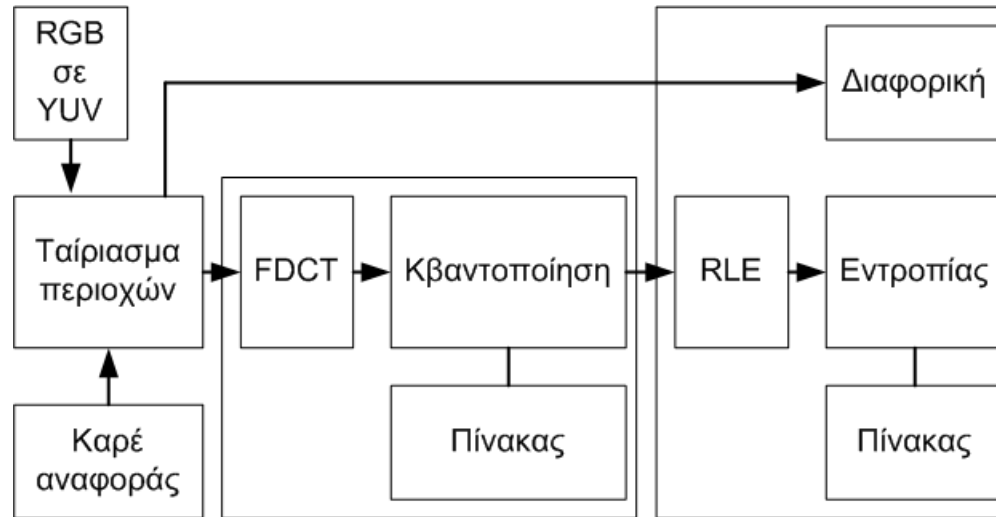 RGB
σε
YUV
Διαφορική
Ταίριασμα
περιοχών
FDCT
Κβαντοποίηση
RLE
Εντροπίας
Καρέ
αναφοράς
Πίνακας
Πίνακας